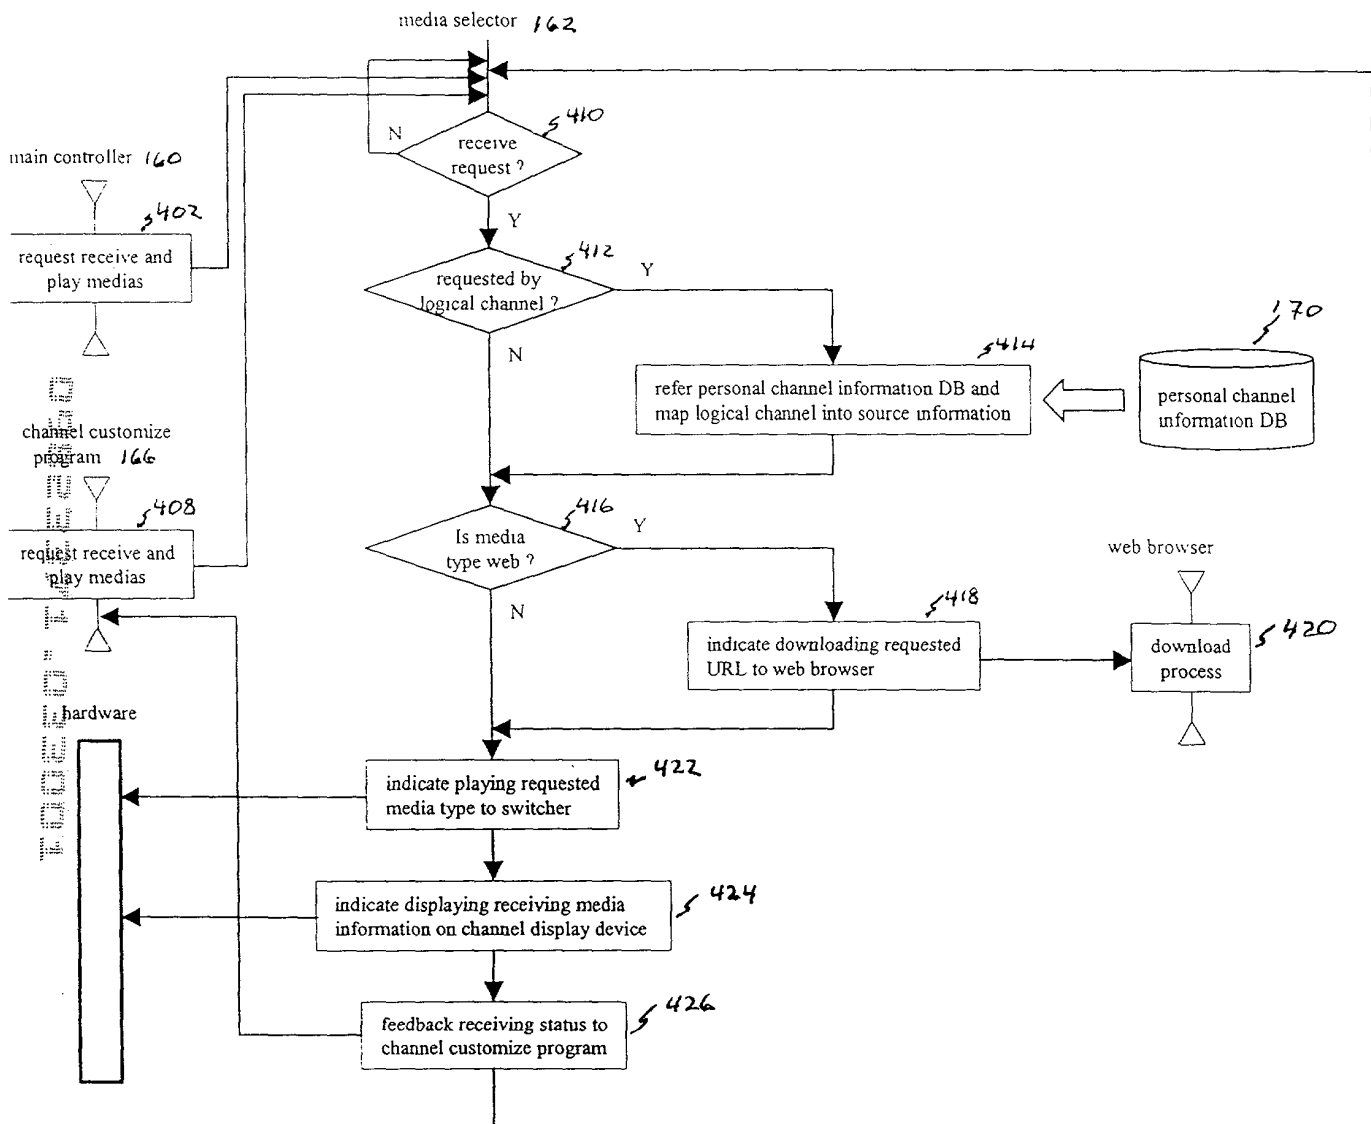 media selector 162
410
N
receive
request ?
main controller 160
402
Y
request receive and
play medias
412
requested by
logical channel ?
Y
N
414
170
refer personal channel information DB and
map logical channel into source information
personal channel
information DB
channel customize
program 166
408
request receive and
play medias
416
Is media
type web ?
Y
N
web browser
418
indicate downloading requested
URL to web browser
420
download
process
hardware
422
indicate playing requested
media type to switcher
424
indicate displaying receiving media
information on channel display device
426
feedback receiving status to
channel customize program